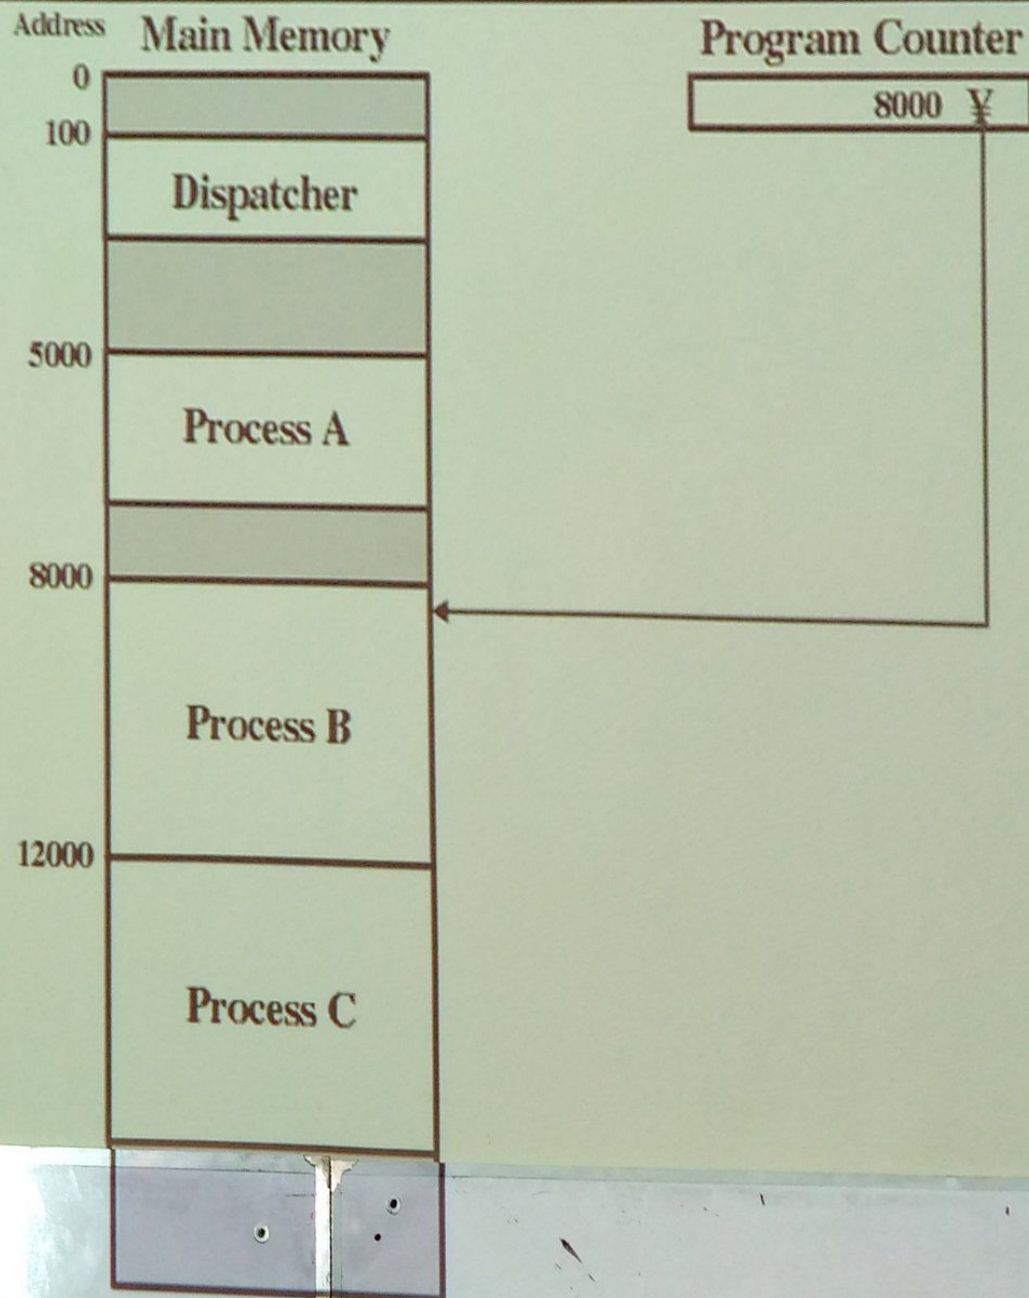 Address Main Memory
Program Counter
0
8000 ¥
100
Dispatcher
5000
Process A
8000
Process B
12000
Process C